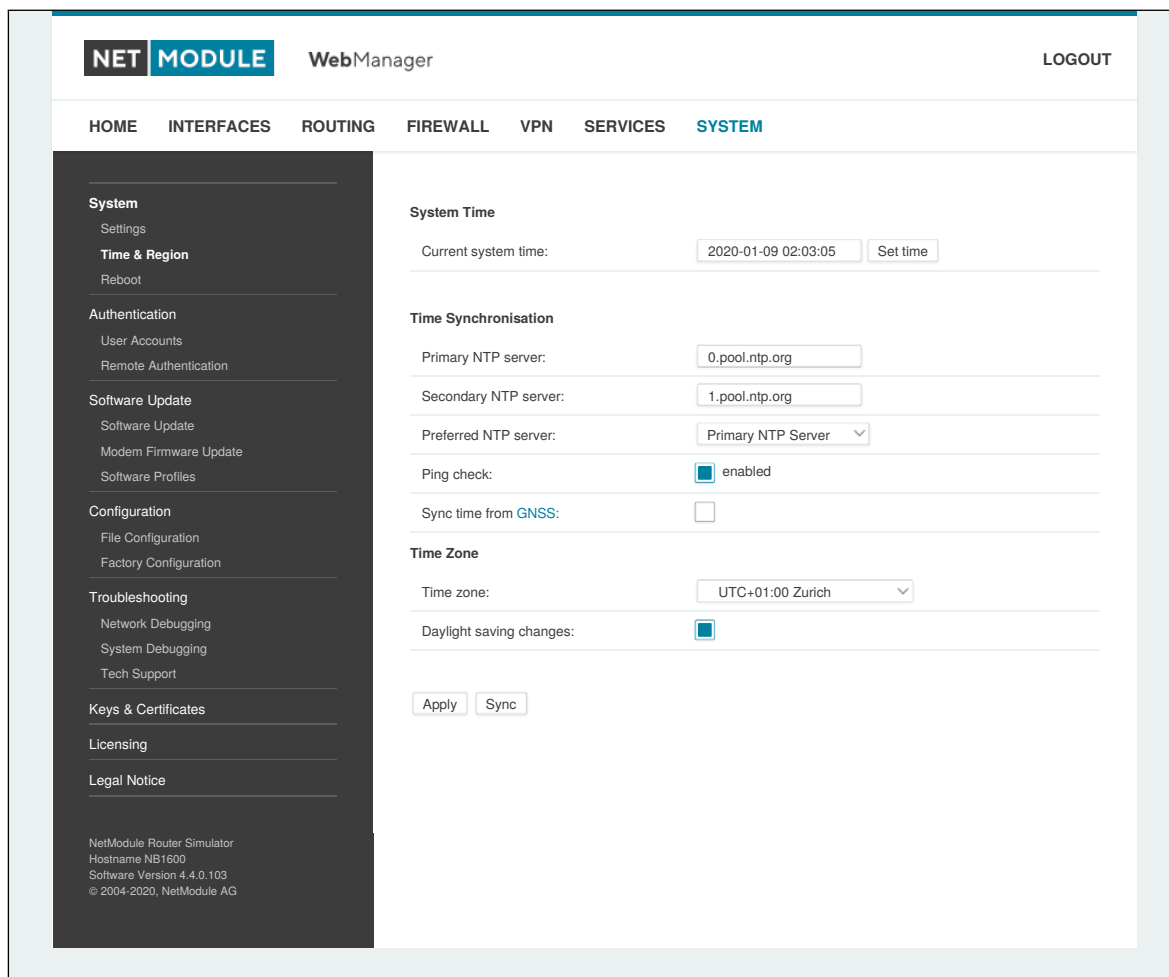 NET MODULE WebManager LOGOUT
HOME INTERFACES ROUTING FIREWALL VPN SERVICES SYSTEM
System
Settings
Time & Region
Reboot
Authentication
User Accounts
Remote Authentication
Software Update
Software Update
Modem Firmware Update
Software Profiles
Configuration
File Configuration
Factory Configuration
Troubleshooting
Network Debugging
System Debugging
Tech Support
Keys & Certificates
Licensing
Legal Notice
NetModule Router Simulator
Hostname NB1600
Software Version 4.4.0.103
© 2004-2020, NetModule AG
System Time
Current system time: 2020-01-09 02:03:05 Set time
Time Synchronisation
Primary NTP server: 0.pool.ntp.org
Secondary NTP server: 1.pool.ntp.org
Preferred NTP server: Primary NTP Server
Ping check: enabled
Sync time from GNSS:
Time Zone
Time zone: UTC+01:00 Zurich
Daylight saving changes:
Apply Sync